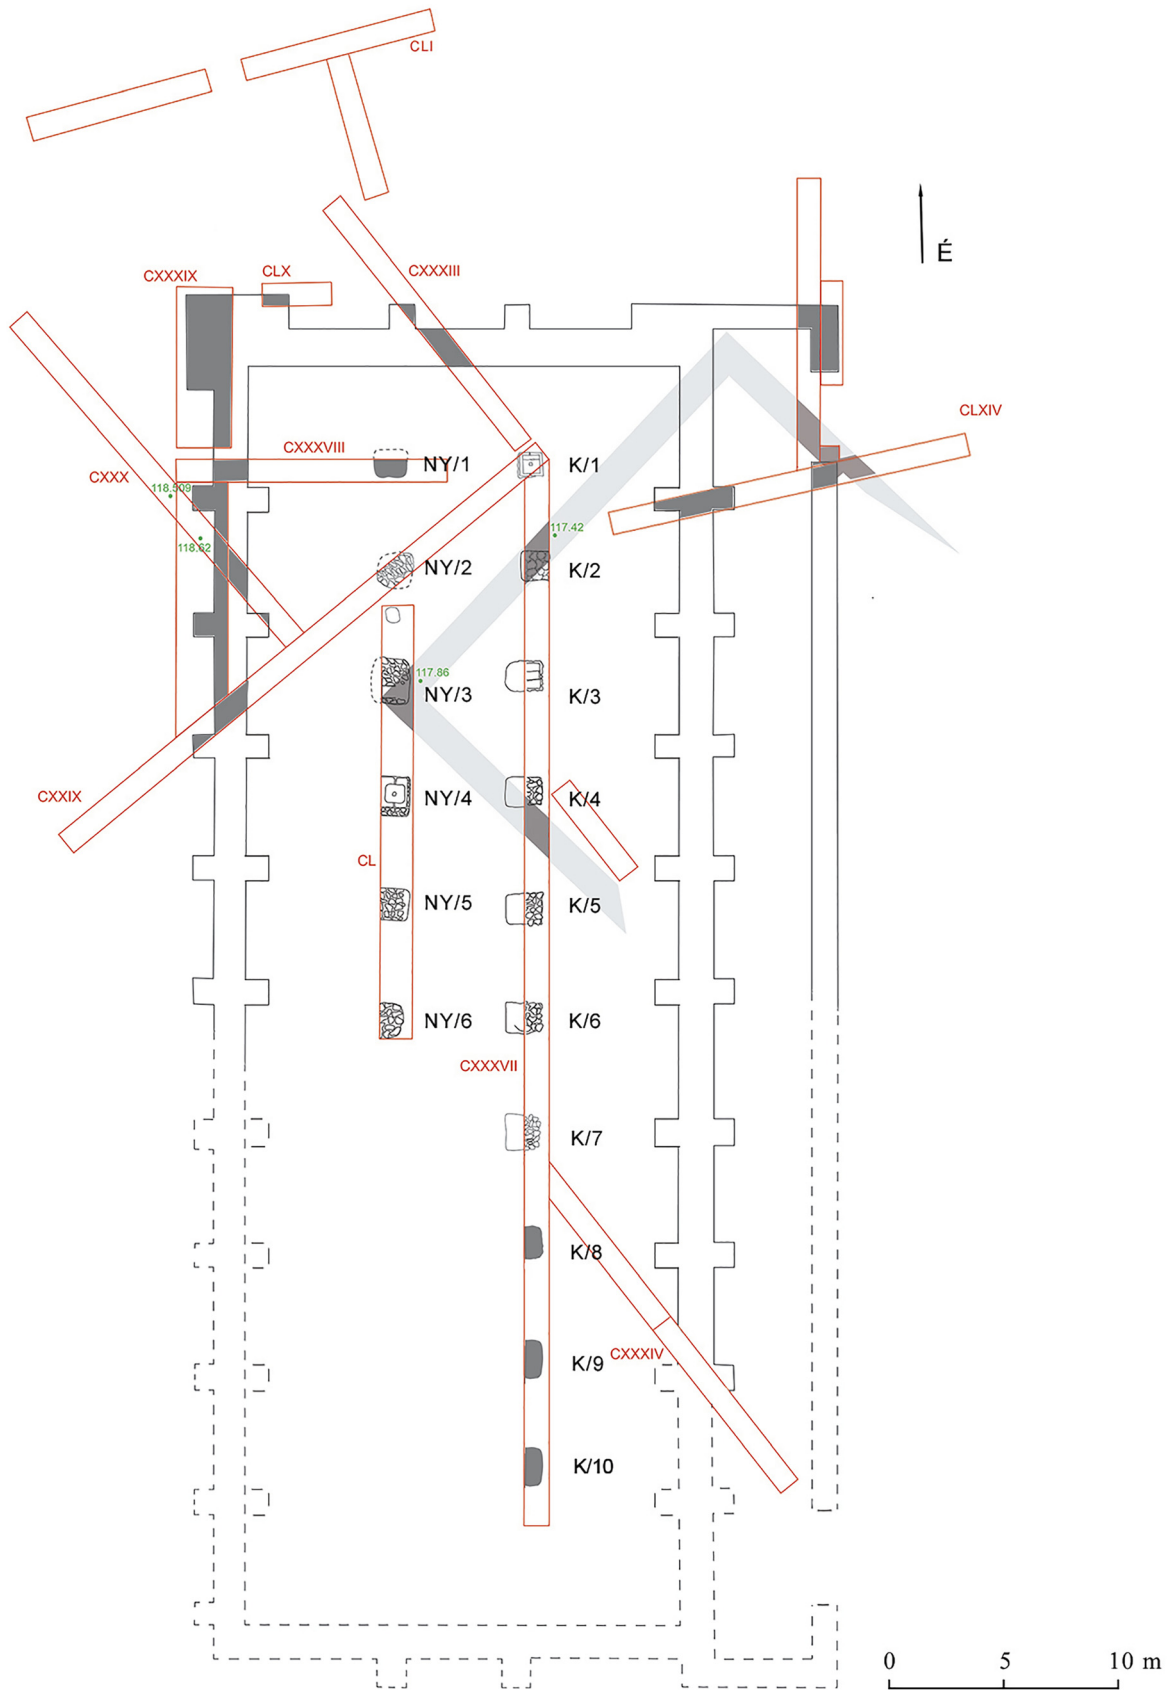 CLI
É
CXXXIX
CLX
CXXXIII
CLXIV
CXXXVIII
NY/1
K/1
CXXX
118.509
117.42
118.62
NY/2
K/2
117.86
NY/3
K/3
CXXIX
NY/4
K/4
CL
NY/5
K/5
NY/6
K/6
CXXXVII
K/7
K/8
K/9
CXXXIV
K/10
0 5 10 m